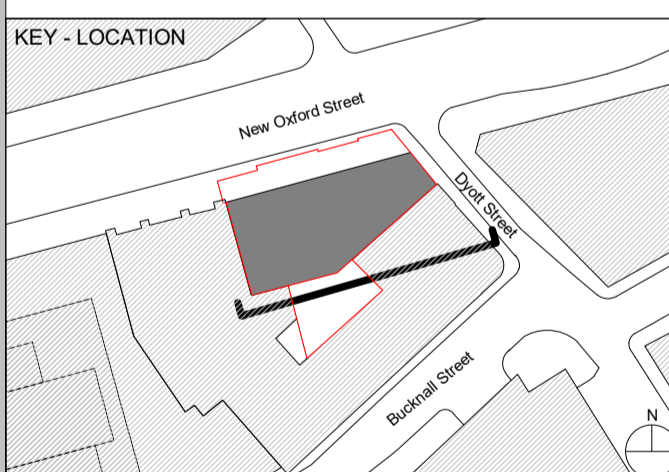 KEY - LOCATION
New Oxford Street
Dyott Street
Bucknall Street
N